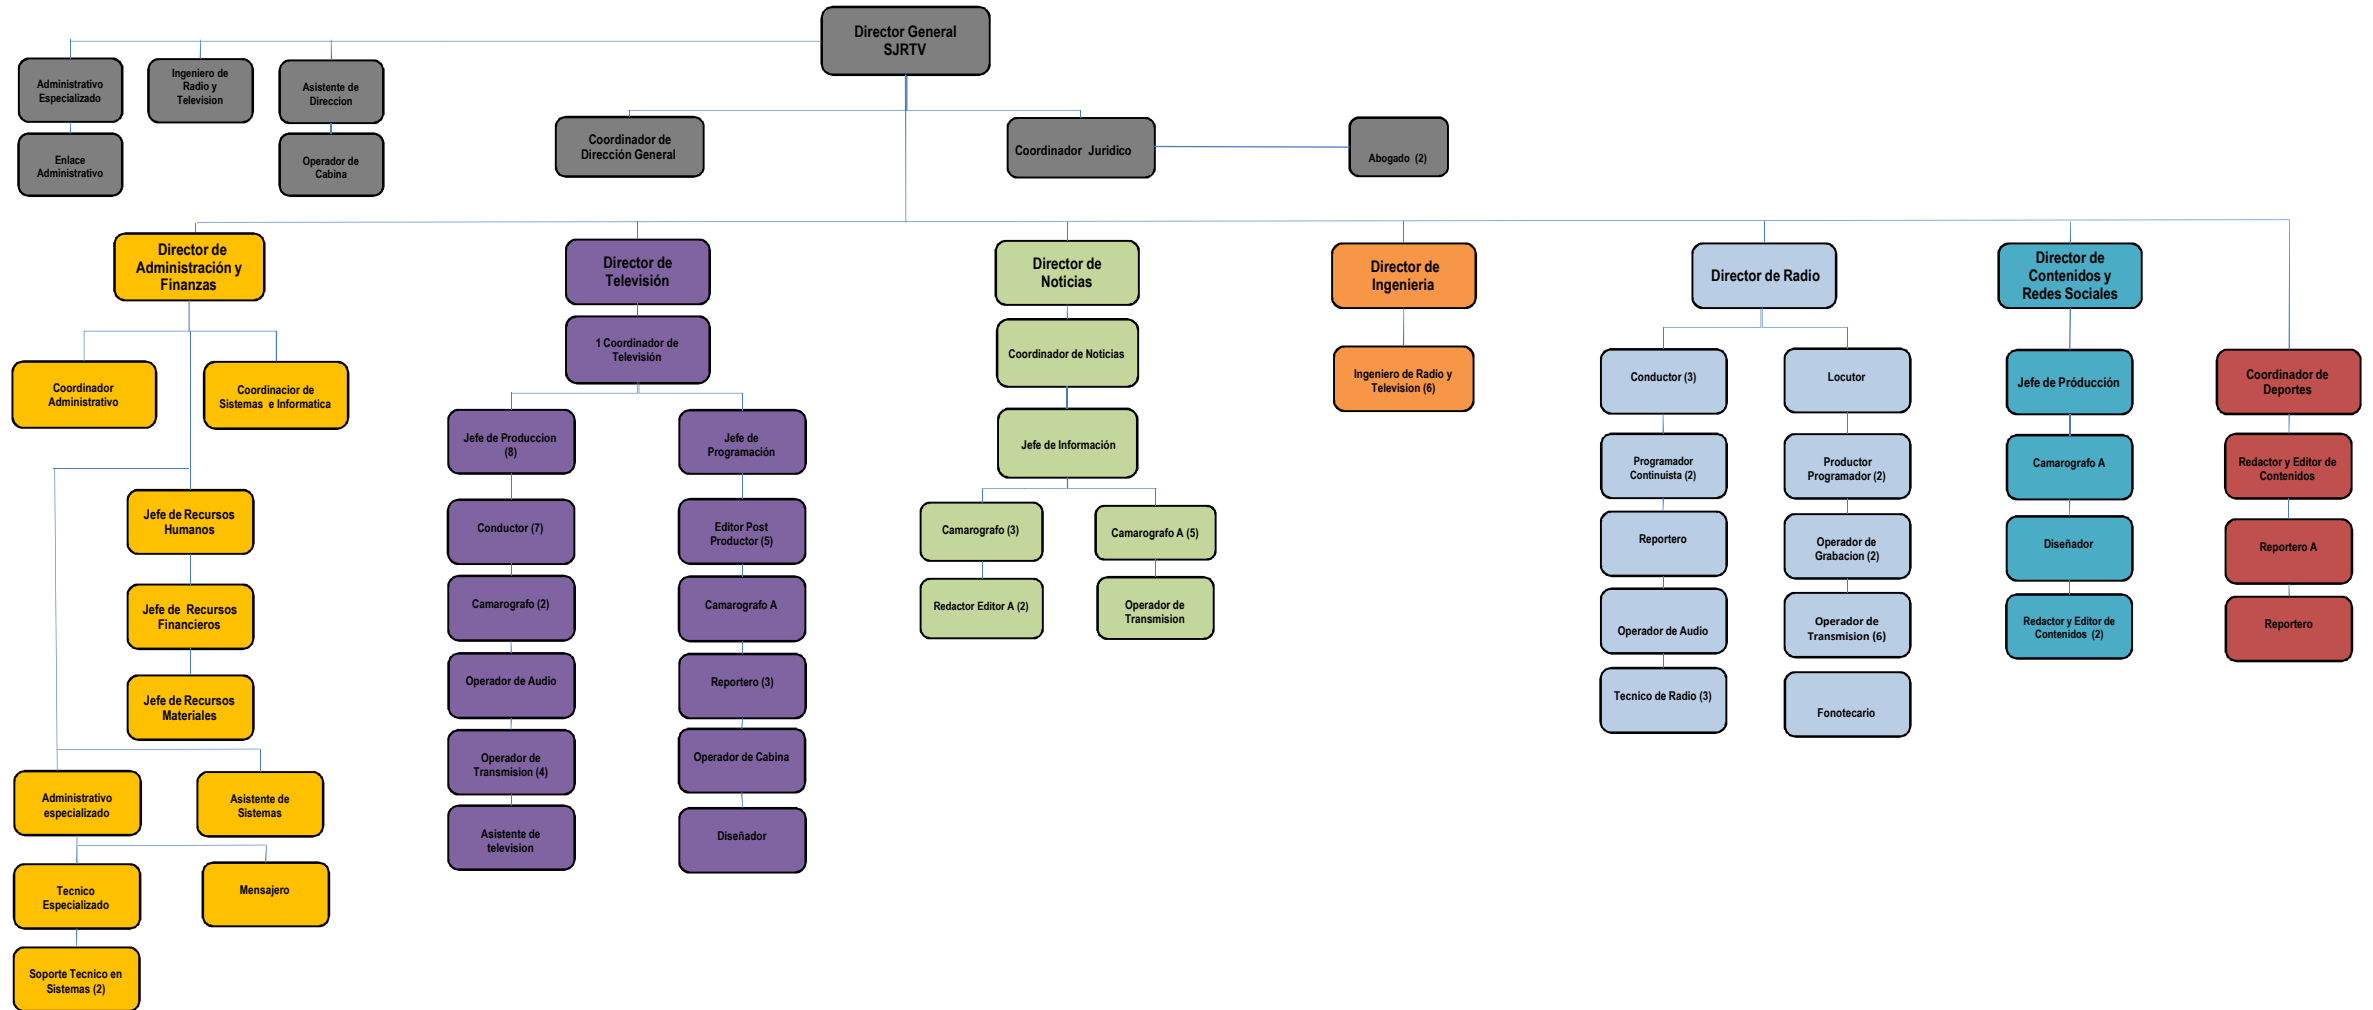 Director General
SJRTV
Administrativo
Especializado
Ingeniero de
Radio y
Television
Asistente de
Direccion
Enlace
Administrativo
Operador de
Cabina
Coordinador de
Dirección General
Coordinador  Juridico
Abogado  (2)
Director de
Administración y
Finanzas
Coordinador
Administrativo
Coordinacior de
Sistemas  e Informatica
Jefe de Recursos
Humanos
Jefe de  Recursos
Financieros
Jefe de Recursos
Materiales
Administrativo
especializado
Asistente de
Sistemas
Tecnico
Especializado
Mensajero
Soporte Tecnico en
Sistemas (2)
Director de
Televisión
1 Coordinador de
Televisión
Jefe de Produccion
(8)
Conductor (7)
Camarografo (2)
Operador de Audio
Operador de
Transmision (4)
Asistente de
television
Jefe de
Programación
Editor Post
Productor (5)
Camarografo A
Reportero (3)
Operador de Cabina
Diseñador
Director de
Noticias
Coordinador de Noticias
Jefe de Información
Camarografo (3)
Redactor Editor A (2)
Camarografo A (5)
Operador de
Transmision
Director de
Ingenieria
Ingeniero de Radio y
Television (6)
Director de Radio
Conductor (3)
Programador
Continuista (2)
Reportero
Operador de Audio
Tecnico de Radio (3)
Locutor
Productor
Programador (2)
Operador de
Grabacion (2)
Operador de
Transmision (6)
Fonotecario
Director de
Contenidos y
Redes Sociales
Jefe de Próducción
Camarografo A
Diseñador
Redactor y Editor de
Contenidos  (2)
Coordinador de
Deportes
Redactor y Editor de
Contenidos
Reportero A
Reportero